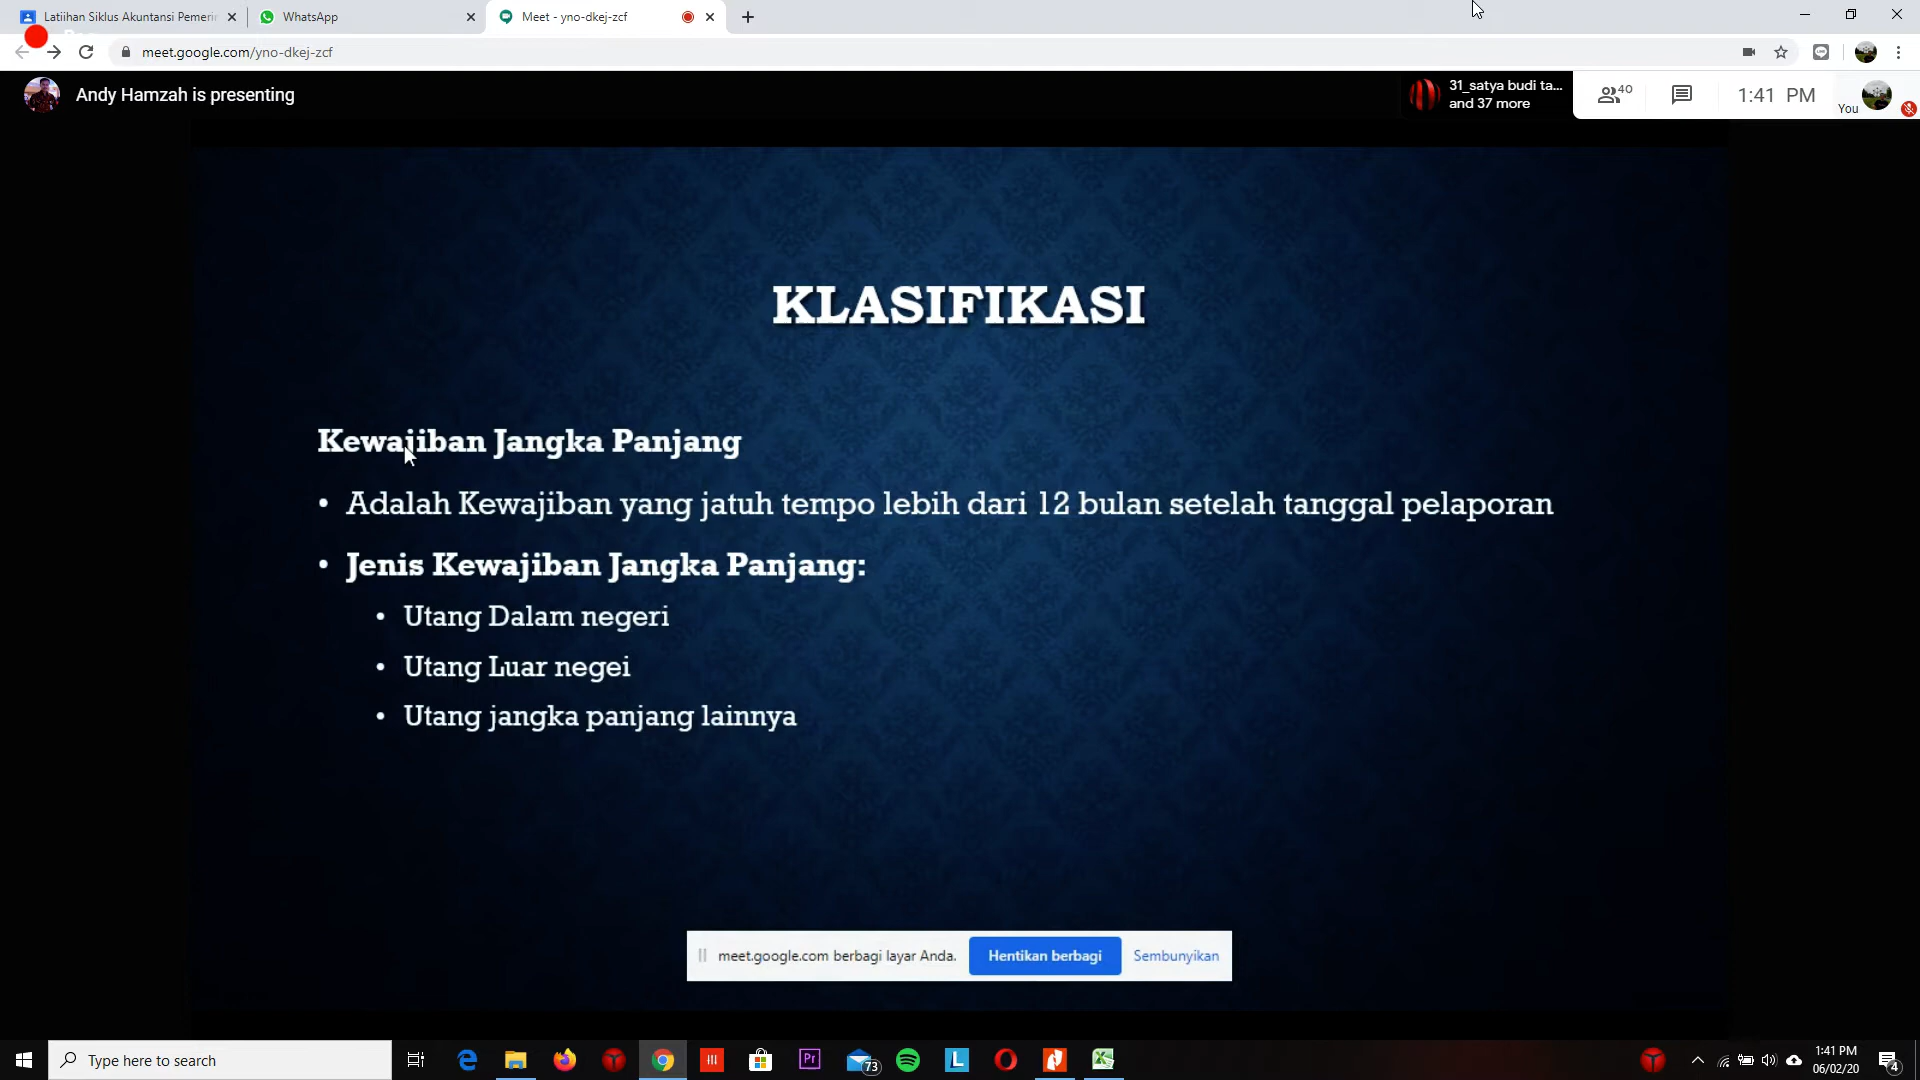 Latiihan Siklus Akuntansi Pemerin
WhatsApp
Meet - yno-dkej-zcf
meet.google.com/yno-dkej-zcf
Andy Hamzah is presenting
31_satya budi ta...
and 37 more
40
1:41 PM
You
KLASIFIKASI
Kewajiban Jangka Panjang
• Adalah Kewajiban yang jatuh tempo lebih dari 12 bulan setelah tanggal pelaporan
• Jenis Kewajiban Jangka Panjang:
• Utang Dalam negeri
• Utang Luar negei
• Utang jangka panjang lainnya
meet.google.com berbagi layar Anda.
Hentikan berbagi
Sembunyikan
Type here to search
Pr
73
L
1:41 PM
06/02/20
4